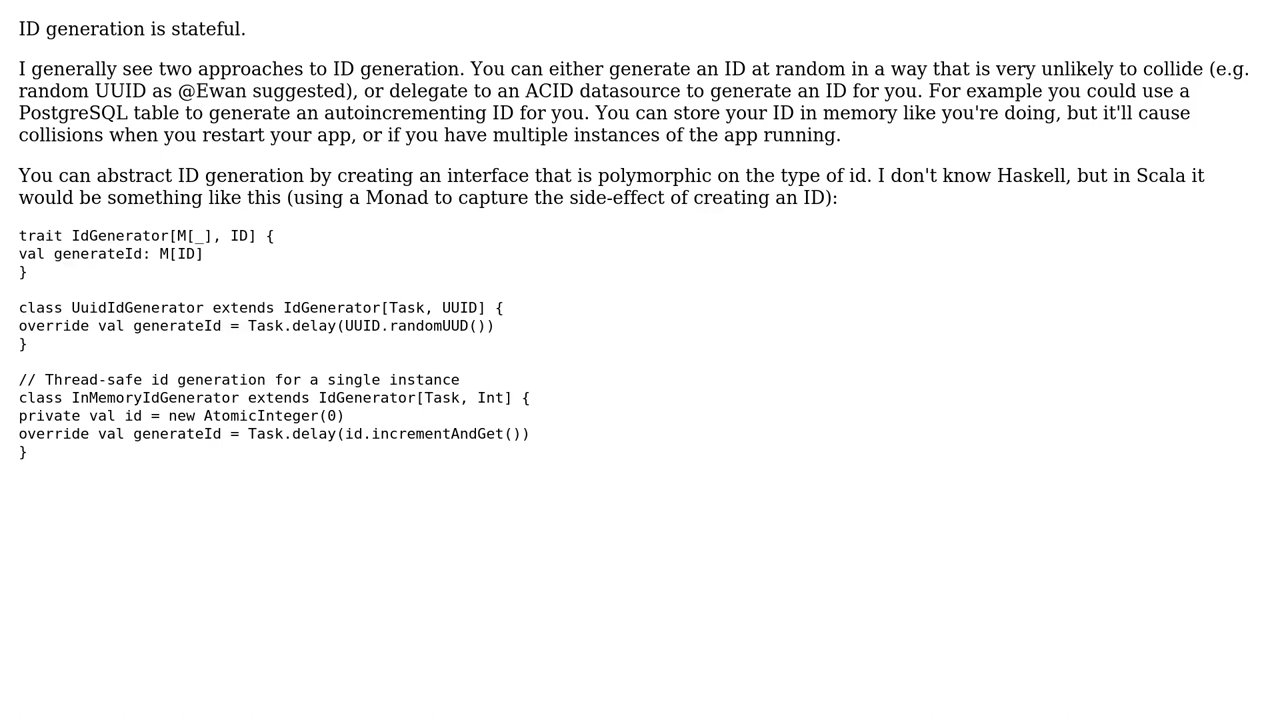 ID generation is stateful.
I generally see two approaches to ID generation. You can either generate an ID at random in a way that is very unlikely to collide (e.g.
random UUID as @Ewan suggested), or delegate to an ACID datasource to generate an ID for you. For example you could use a
PostgreSQL table to generate an autoincrementing ID for you. You can store your ID in memory like you're doing, but it'll cause
collisions when you restart your app, or if you have multiple instances of the app running.
You can abstract ID generation by creating an interface that is polymorphic on the type of id. I don't know Haskell, but in Scala it
would be something like this (using a Monad to capture the side-effect of creating an ID):
trait IdGenerator[M[_], ID] {
val generateId: M[ID]
}
class UuidIdGenerator extends IdGenerator[Task, UUID] {
override val generateId = Task.delay(UUID.randomUUD())
}
// Thread-safe id generation for a single instance
class InMemoryIdGenerator extends IdGenerator[Task, Int] {
private val id = new AtomicInteger(0)
override val generateId = Task.delay(id.incrementAndGet())
}